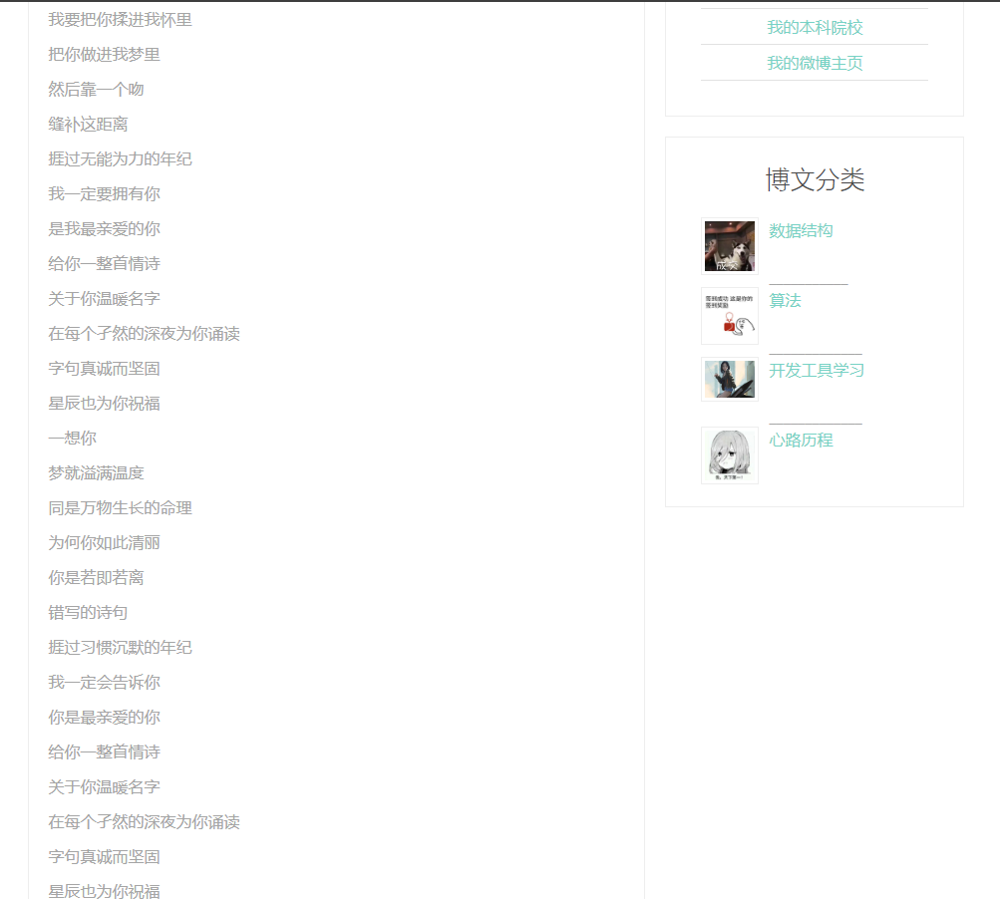 我要把你揉进我怀里
把你做进我梦里
然后靠一个吻
缝补这距离
捱过无能为力的年纪
我一定要拥有你
是我最亲爱的你
给你一整首情诗
关于你温暖名字
在每个孑然的深夜为你诵读
字句真诚而坚固
星辰也为你祝福
一想你
梦就溢满温度
同是万物生长的命理
为何你如此清丽
你是若即若离
错写的诗句
捱过习惯沉默的年纪
我一定会告诉你
你是最亲爱的你
给你一整首情诗
关于你温暖名字
在每个孑然的深夜为你诵读
字句真诚而坚固
星辰也为你祝福
我的本科院校
我的微博主页
博文分类
数据结构
签到成功 这是你的
签到奖励
算法
开发工具学习
心路历程